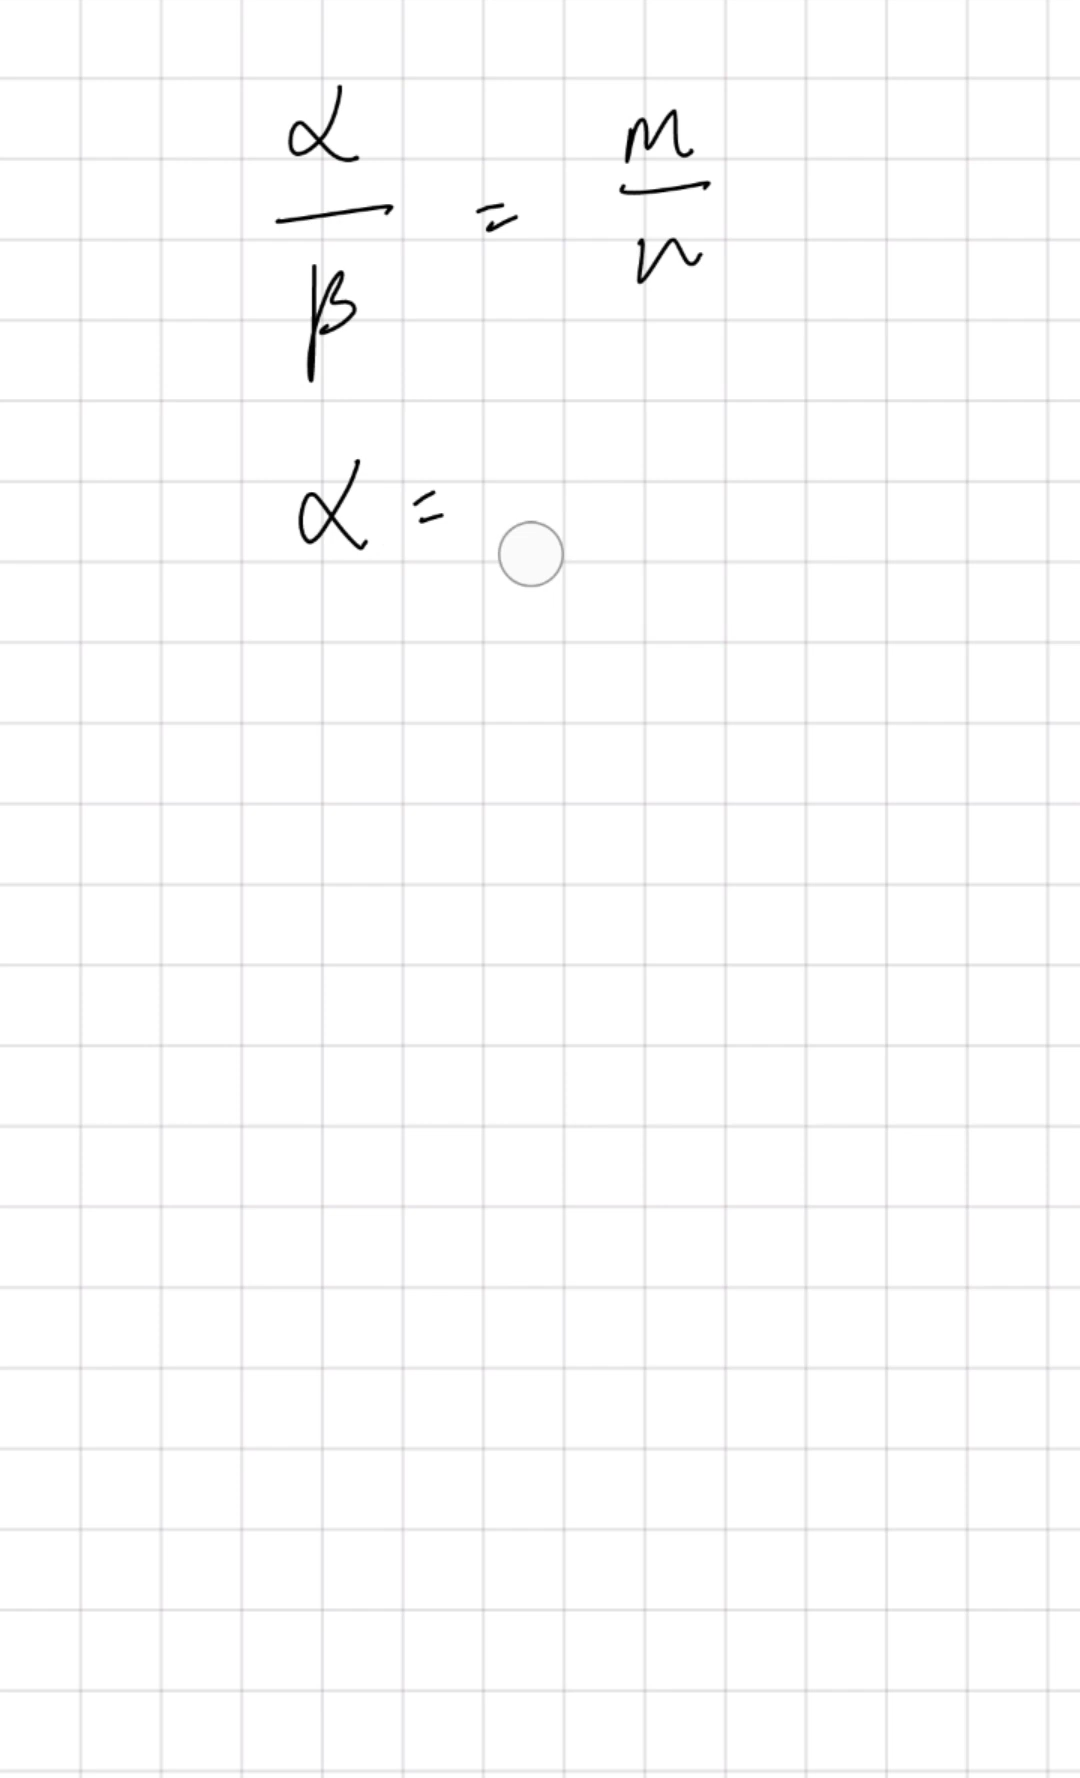 α/β = m/n
α =